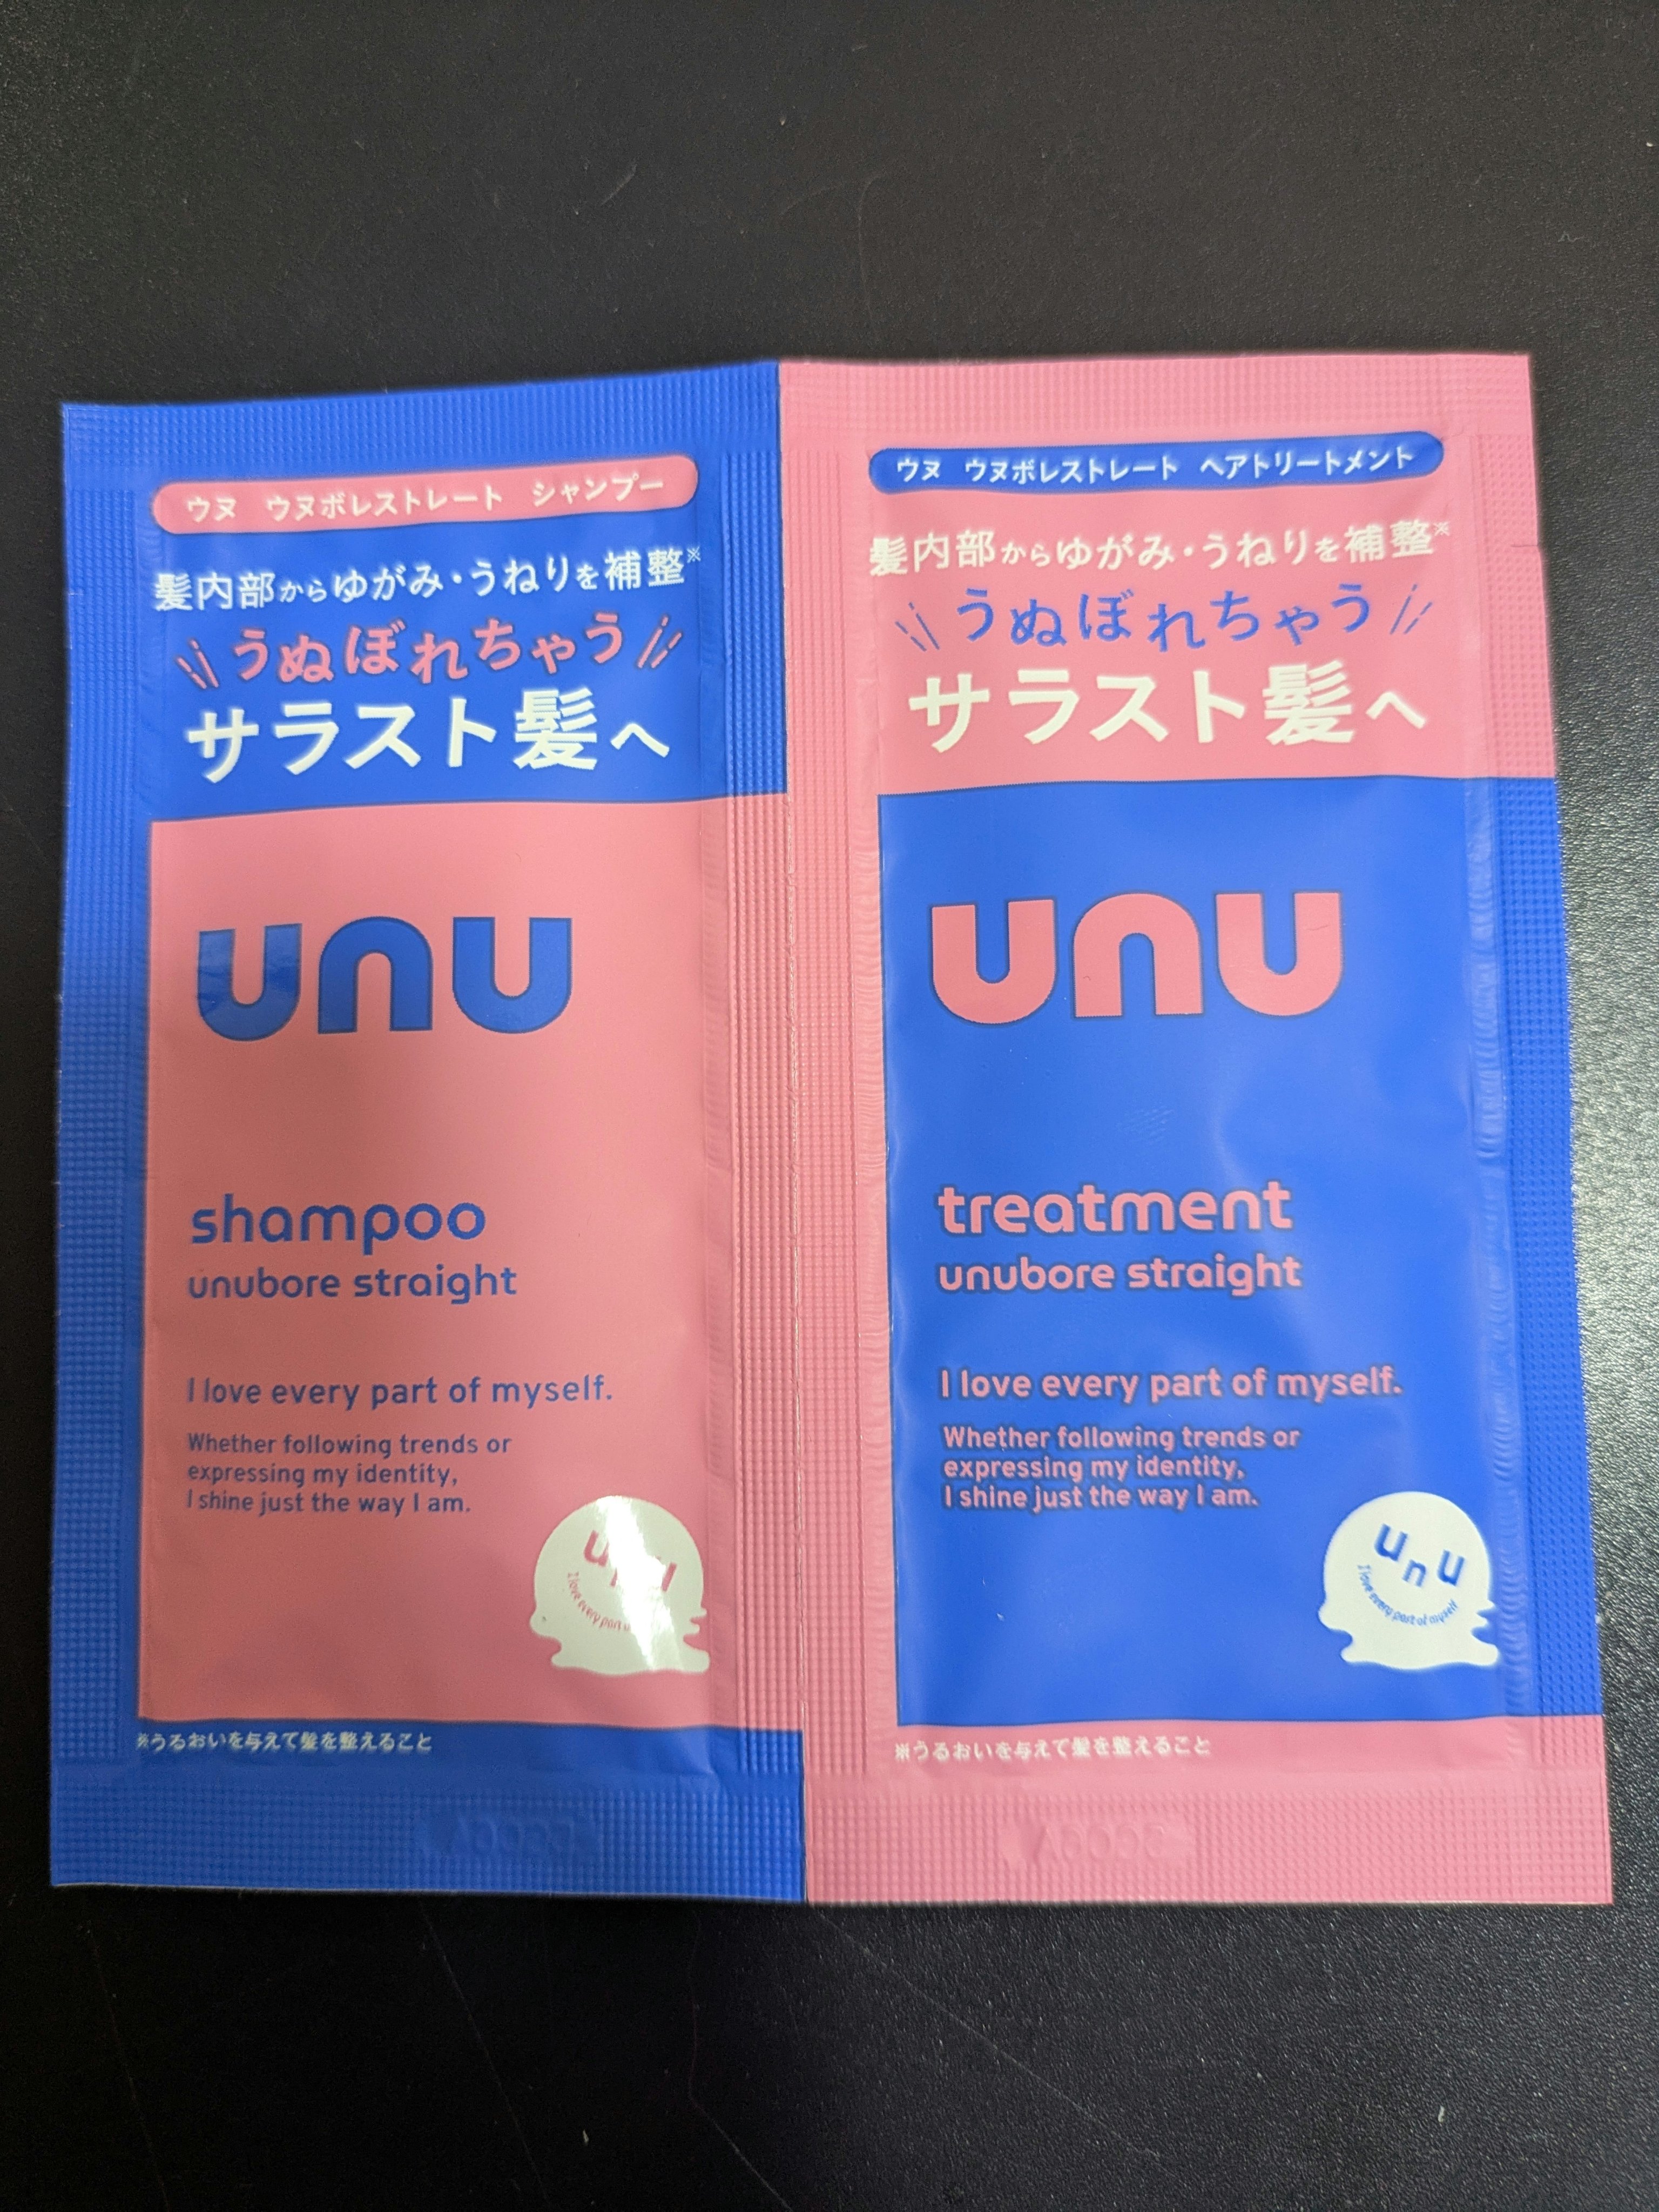 ウヌ ウヌボレストレート シャンプー
髪内部からゆがみ・うねりを補整※
うぬぼれちゃう
サラスト髪へ
unu
shampoo
unubore straight
I love every part of myself.
Whether following trends or
expressing my identity,
I shine just the way I am.
I love every part
※うるおいを与えて髪を整えること
ウヌ ウヌボレストレート ヘアトリートメント
髪内部からゆがみ・うねりを補整※
うぬぼれちゃう
サラスト髪へ
unu
treatment
unubore straight
I love every part of myself.
Whether following trends or
expressing my identity,
I shine just the way I am.
unu
I love every part of myself
※うるおいを与えて髪を整えること